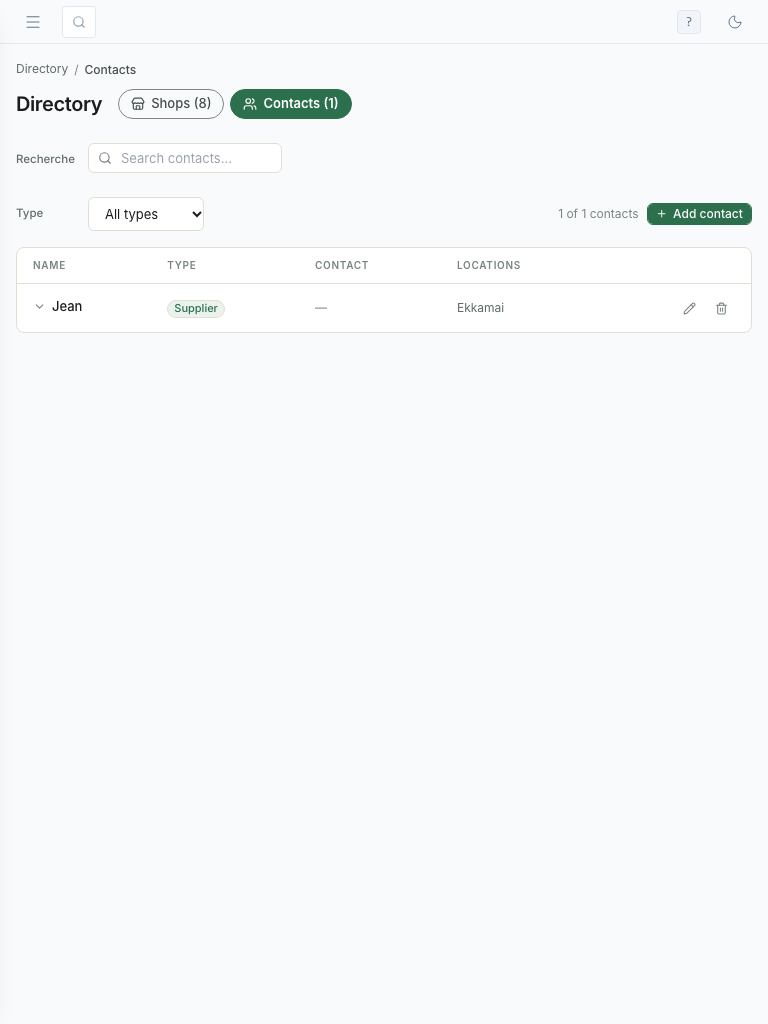 ?
Directory / Contacts
Directory Shops (8) Contacts (1)
Recherche Search contacts...
Type All types 1 of 1 contacts + Add contact
NAME TYPE CONTACT LOCATIONS
Jean Supplier — Ekkamai